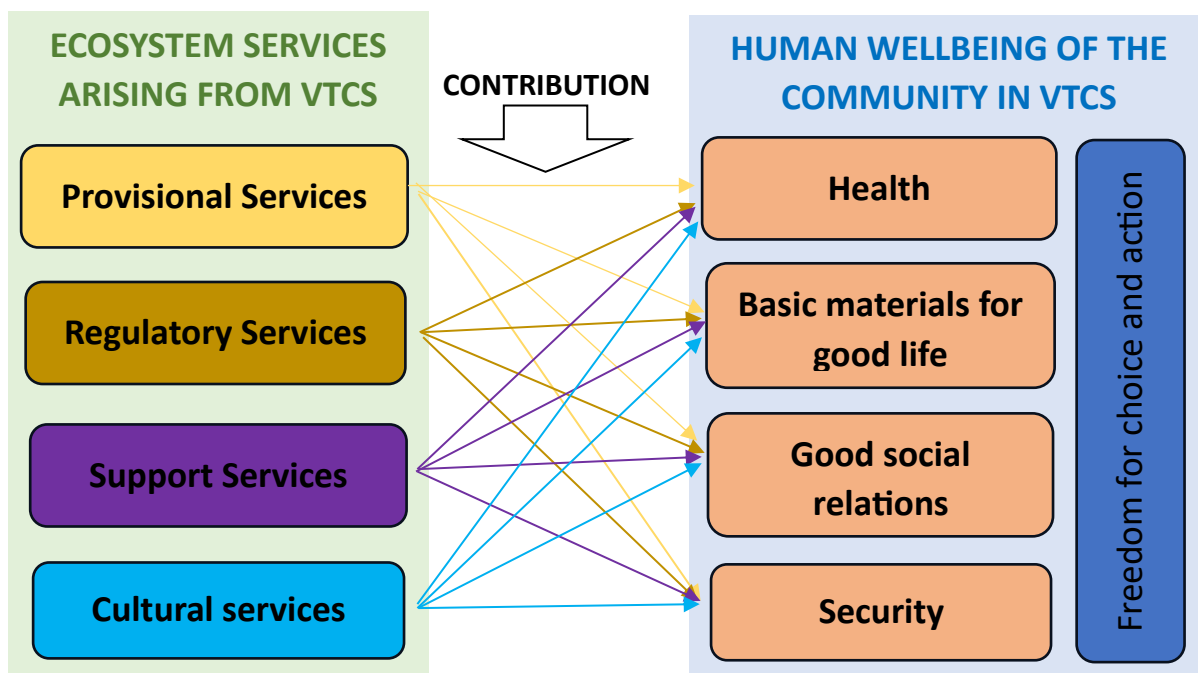 ECOSYSTEM SERVICES
ARISING FROM VTCS
CONTRIBUTION
HUMAN WELLBEING OF THE
COMMUNITY IN VTCS
Provisional Services
Regulatory Services
Support Services
Cultural services
Health
Basic materials for
good life
Good social
relations
Security
Freedom for choice and action